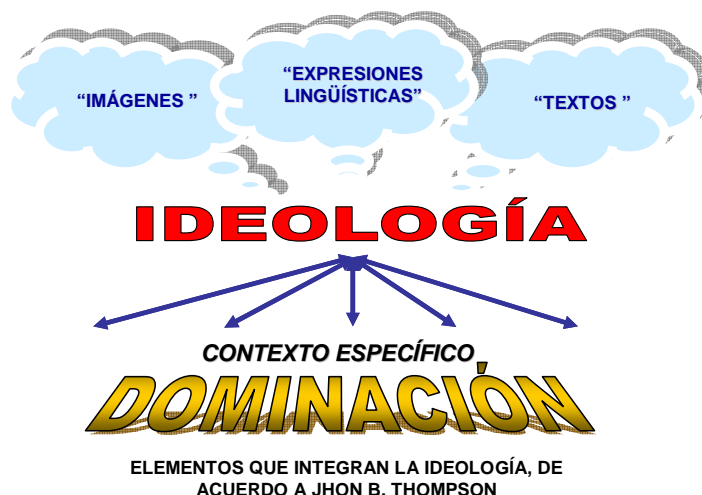 “IMÁGENES ”
“EXPRESIONES
LINGÜÍSTICAS”
“TEXTOS ”
IDEOLOGÍA
CONTEXTO ESPECÍFICO
DOMINACIÓN
ELEMENTOS QUE INTEGRAN LA IDEOLOGÍA, DE
ACUERDO A JHON B. THOMPSON